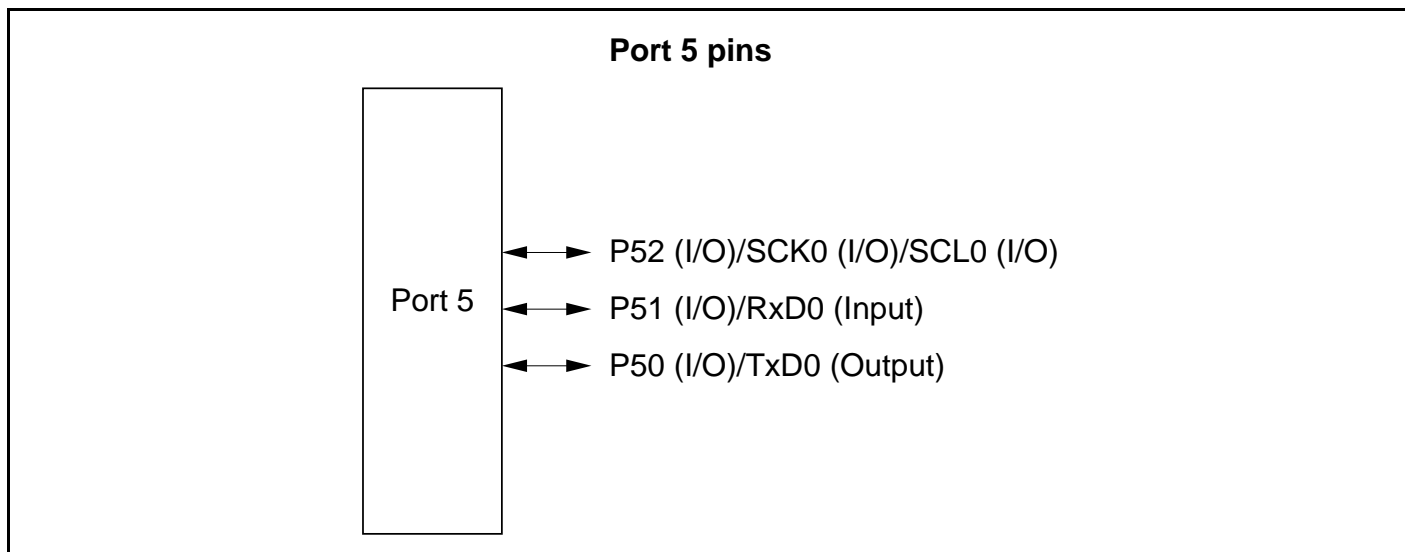 Port 5 pins
P52 (I/O)/SCK0 (I/O)/SCL0 (I/O)
Port 5
P51 (I/O)/RxD0 (Input)
P50 (I/O)/TxD0 (Output)